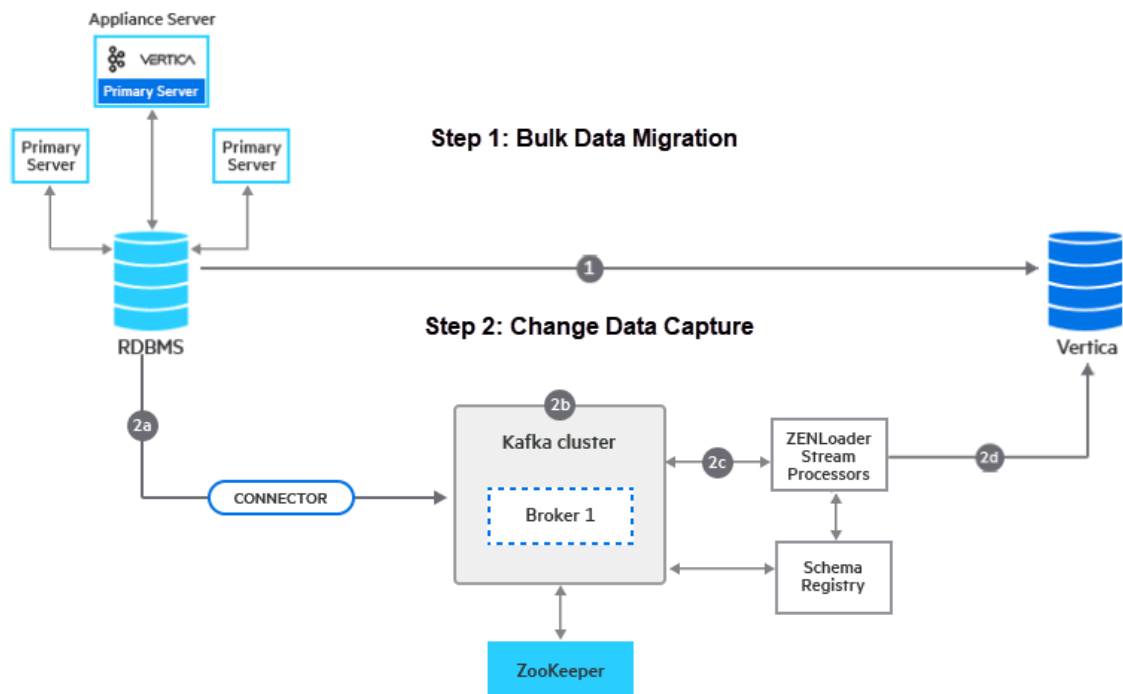 Appliance Server
VERTICA
Primary Server
Primary
Server
Primary
Server
Step 1: Bulk Data Migration
1
Step 2: Change Data Capture
RDBMS
Vertica
2a
2b
Kafka cluster
2c
ZENLoader
Stream
Processors
2d
CONNECTOR
Broker 1
Schema
Registry
ZooKeeper